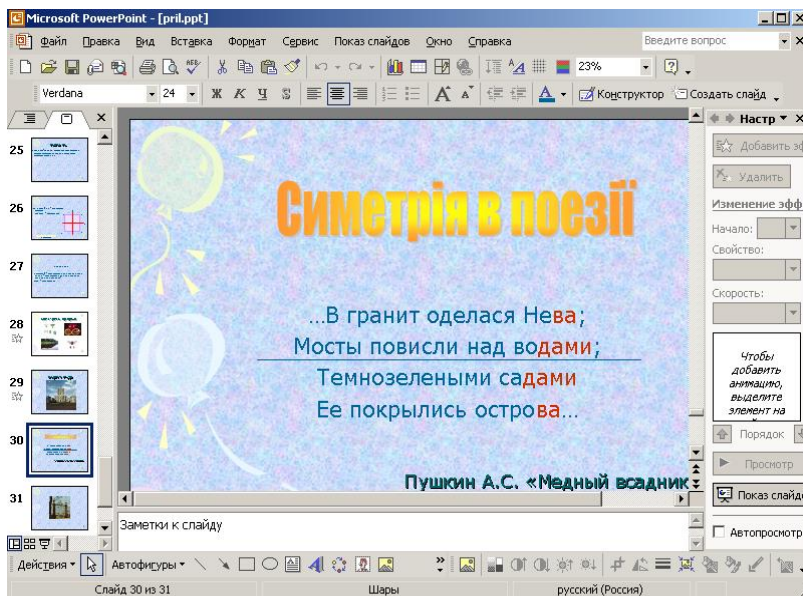 Microsoft PowerPoint - [pril.ppt]
Файл Правка Вид Вставка Формат Сервис Показ слайдов Окно Справка Введите вопрос
23%
Verdana 24 Ж К Ч S Конструктор Создать слайд
Настр
25
26
27
28
29
30
31
Симетрія в поезії
...В гранит оделася Нева;
Мосты повисли над водами;
Темнозелеными садами
Ее покрылись острова...
Пушкин А.С. «Медный всадник
Добавить эф
Удалить
Изменение эфф
Начало:
Свойство:
Скорость:
Чтобы
добавить
анимацию,
выделите
элемент на
Порядок
Просмотр
Показ слайдо
Автопросмотр
Заметки к слайду
Действия Автофигуры
Слайд 30 из 31 Шары русский (Россия)